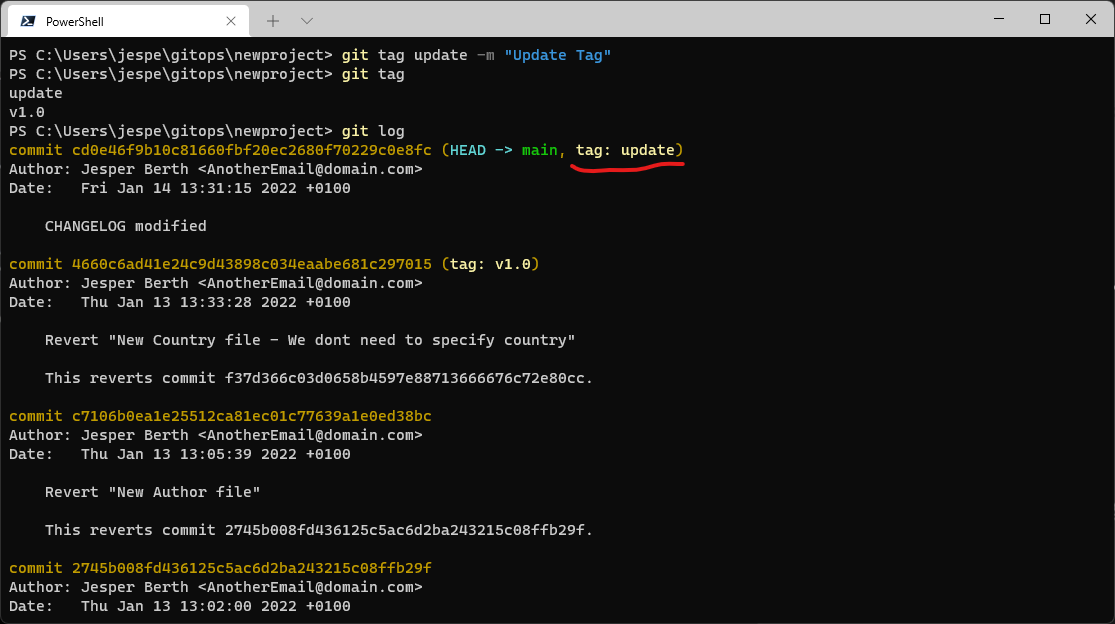 PowerShell
PS C:\Users\jespe\gitops\newproject> git tag update -m "Update Tag"
PS C:\Users\jespe\gitops\newproject> git tag
update
v1.0
PS C:\Users\jespe\gitops\newproject> git log
commit cd0e46f9b10c81660fbf20ec2680f70229c0e8fc (HEAD -> main, tag: update)
Author: Jesper Berth <AnotherEmail@domain.com>
Date:   Fri Jan 14 13:31:15 2022 +0100
    CHANGELOG modified
commit 4660c6ad41e24c9d43898c034eaabe681c297015 (tag: v1.0)
Author: Jesper Berth <AnotherEmail@domain.com>
Date:   Thu Jan 13 13:33:28 2022 +0100
    Revert "New Country file - We dont need to specify country"
    This reverts commit f37d366c03d0658b4597e88713666676c72e80cc.
commit c7106b0ea1e25512ca81ec01c77639a1e0ed38bc
Author: Jesper Berth <AnotherEmail@domain.com>
Date:   Thu Jan 13 13:05:39 2022 +0100
    Revert "New Author file"
    This reverts commit 2745b008fd436125c5ac6d2ba243215c08ffb29f.
commit 2745b008fd436125c5ac6d2ba243215c08ffb29f
Author: Jesper Berth <AnotherEmail@domain.com>
Date:   Thu Jan 13 13:02:00 2022 +0100